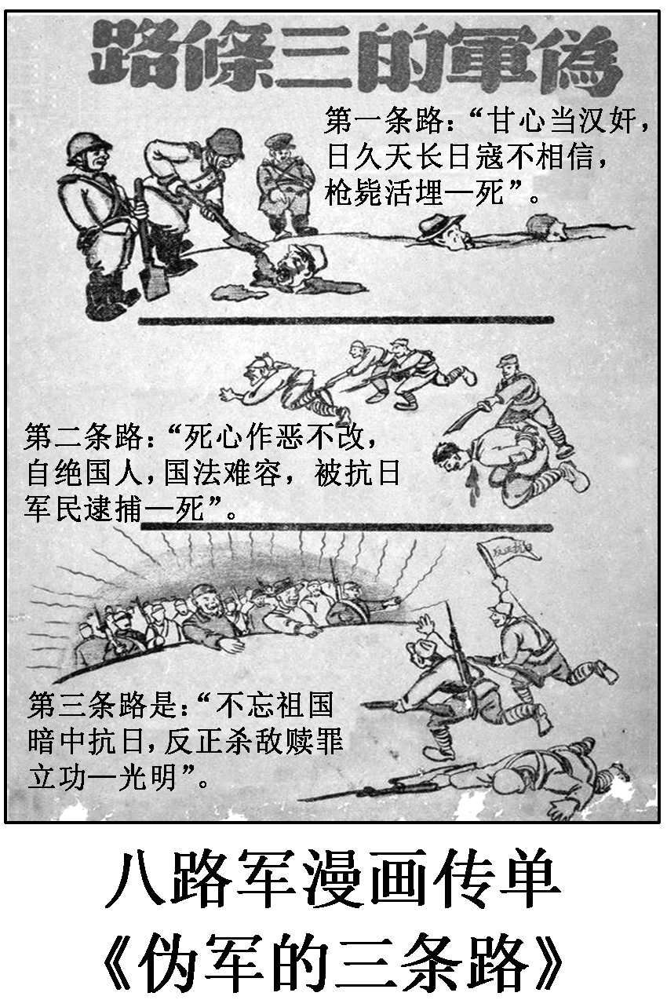 偽軍的三條路
第一条路：“甘心当汉奸，
日久天长日寇不相信，
枪毙活埋—死”。
第二条路：“死心作恶不改，
自绝国人，国法难容，被抗日
军民逮捕—死”。
反正抗日
第三条路是：“不忘祖国
暗中抗日，反正杀敌赎罪
立功—光明”。
八路军漫画传单
《伪军的三条路》